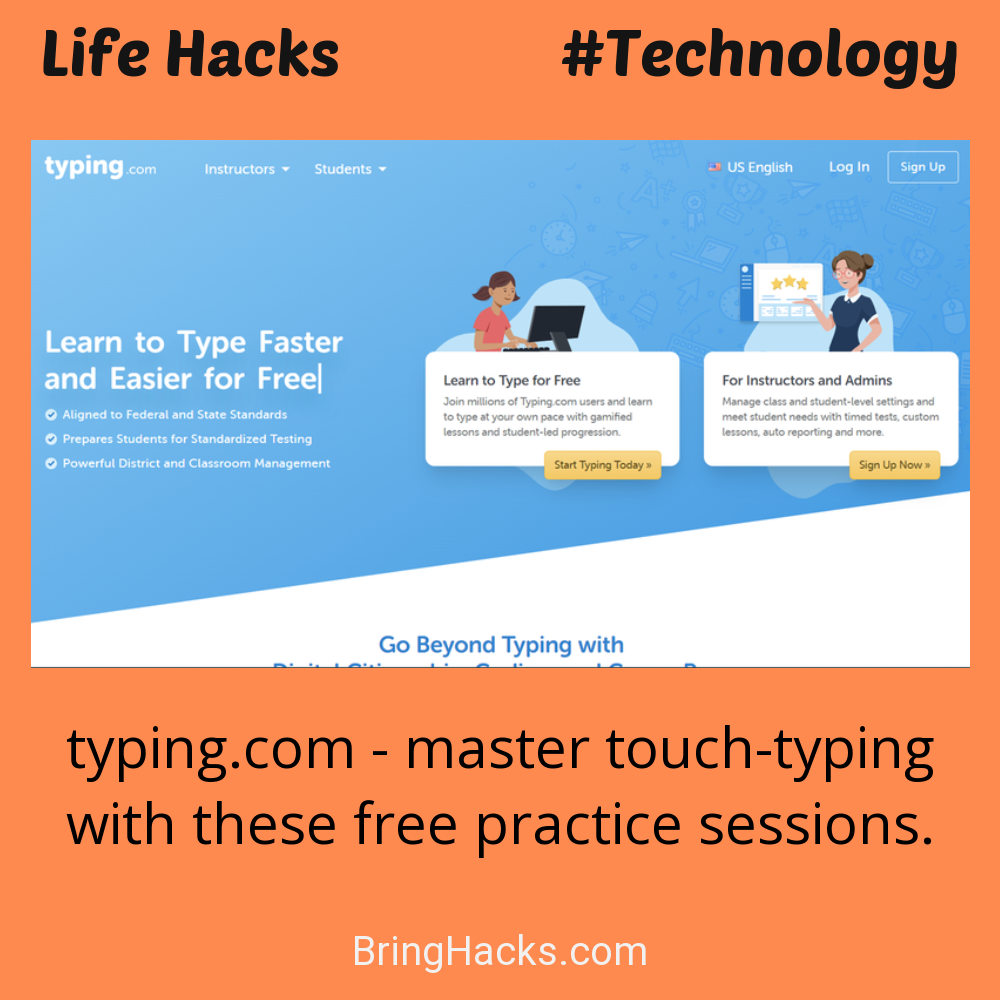 Life Hacks
#Technology
typing.com
Instructors
Students
US English
Log In
Sign Up
Learn to Type Faster
and Easier for Free
Aligned to Federal and State Standards
Prepares Students for Standardized Testing
Powerful District and Classroom Management
Learn to Type for Free
Join millions of Typing.com users and learn
to type at your own pace with gamified
lessons and student-led progression.
Start Typing Today »
For Instructors and Admins
Manage class and student-level settings and
meet student needs with timed tests, custom
lessons, auto reporting and more.
Sign Up Now »
Go Beyond Typing with
typing.com - master touch-typing
with these free practice sessions.
BringHacks.com